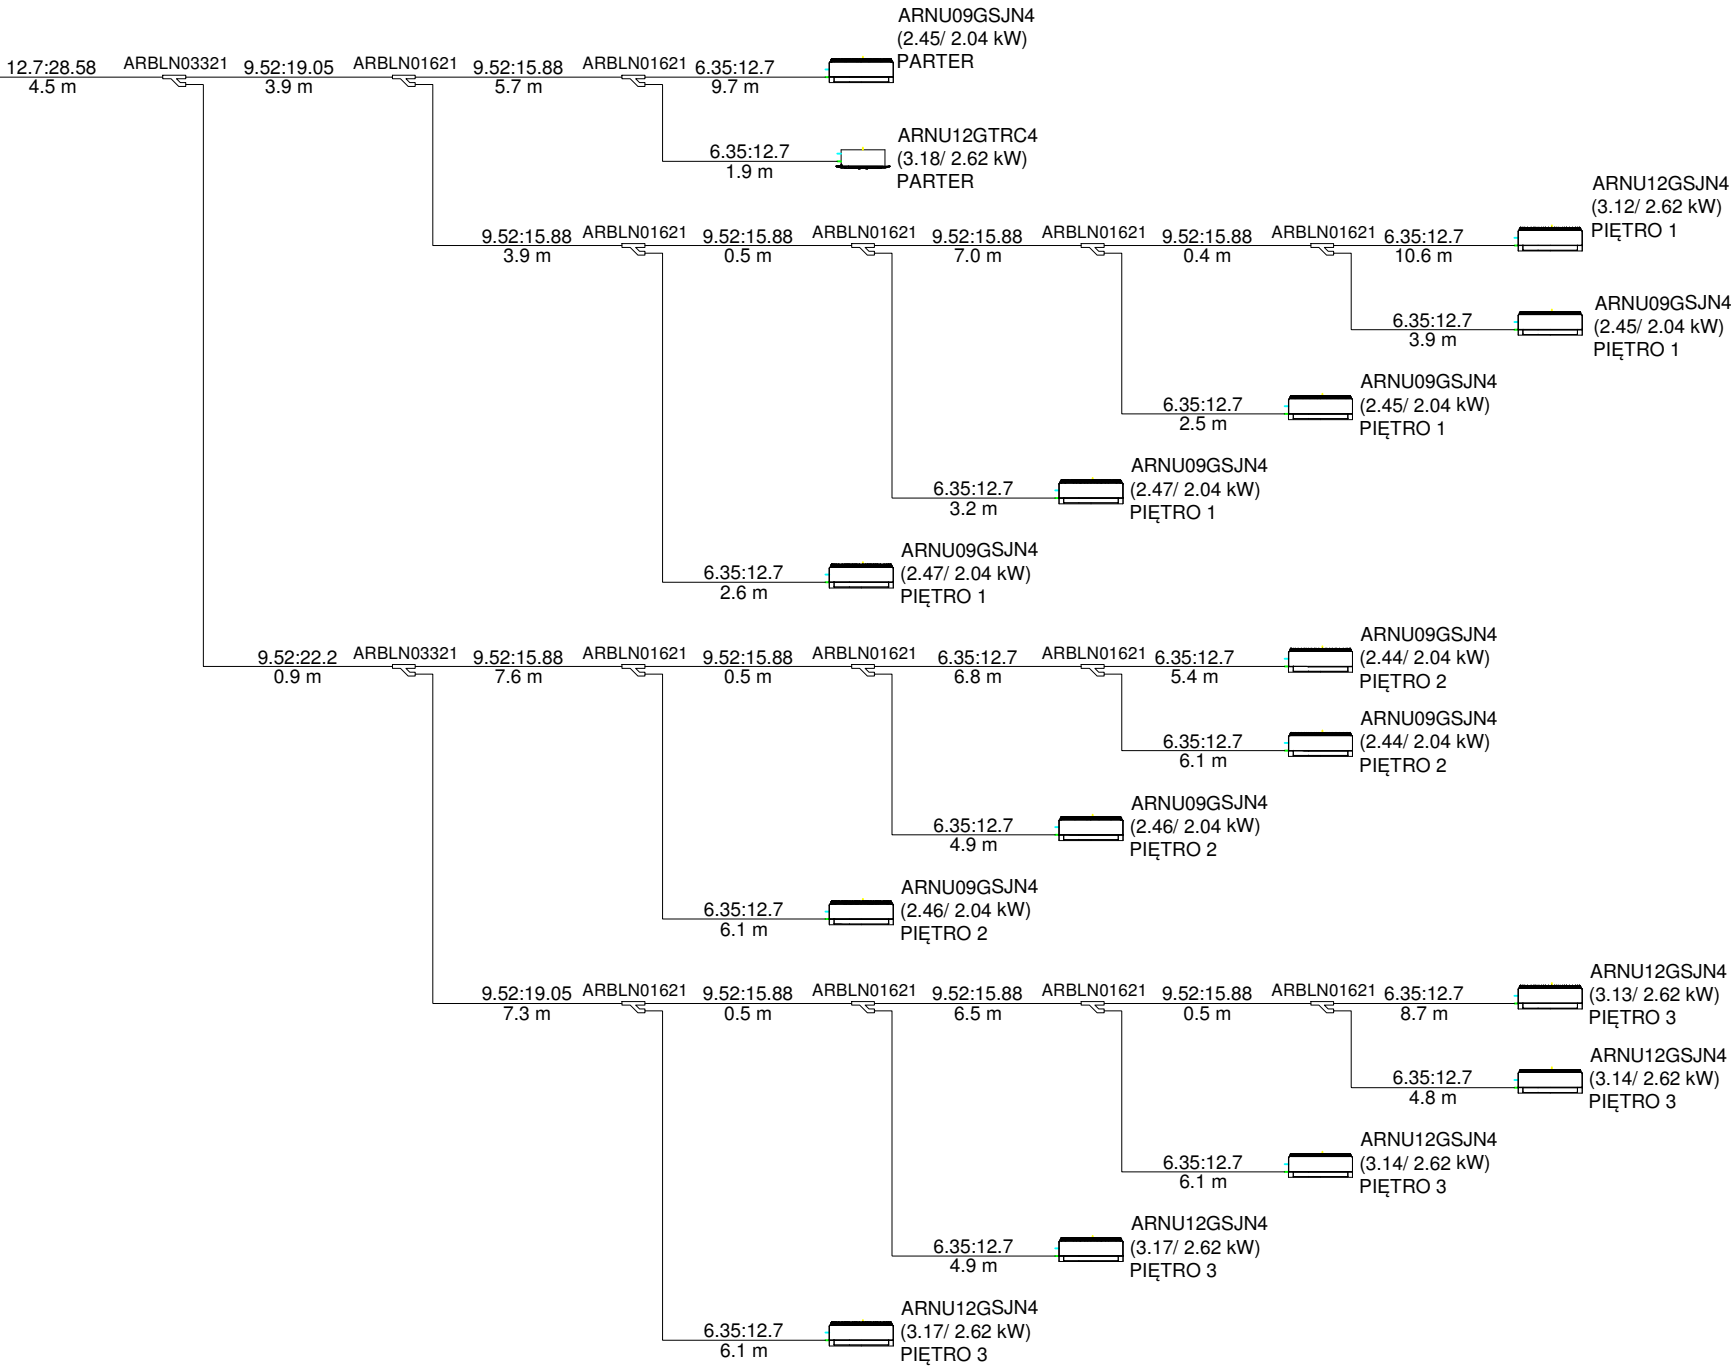 ARNU09GSJN4
(2.45/ 2.04 kW)
PARTER
12.7:28.58
4.5 m
ARBLN03321
9.52:19.05
3.9 m
ARBLN01621
9.52:15.88
5.7 m
ARBLN01621
6.35:12.7
9.7 m
ARNU12GTRC4
(3.18/ 2.62 kW)
PARTER
6.35:12.7
1.9 m
ARNU12GSJN4
(3.12/ 2.62 kW)
PIĘTRO 1
9.52:15.88
3.9 m
ARBLN01621
9.52:15.88
0.5 m
ARBLN01621
9.52:15.88
7.0 m
ARBLN01621
9.52:15.88
0.4 m
ARBLN01621
6.35:12.7
10.6 m
ARNU09GSJN4
(2.45/ 2.04 kW)
PIĘTRO 1
6.35:12.7
3.9 m
ARNU09GSJN4
(2.45/ 2.04 kW)
PIĘTRO 1
6.35:12.7
2.5 m
ARNU09GSJN4
(2.47/ 2.04 kW)
PIĘTRO 1
6.35:12.7
3.2 m
ARNU09GSJN4
(2.47/ 2.04 kW)
PIĘTRO 1
6.35:12.7
2.6 m
ARNU09GSJN4
(2.44/ 2.04 kW)
PIĘTRO 2
9.52:22.2
0.9 m
ARBLN03321
9.52:15.88
7.6 m
ARBLN01621
9.52:15.88
0.5 m
ARBLN01621
6.35:12.7
6.8 m
ARBLN01621
6.35:12.7
5.4 m
ARNU09GSJN4
(2.44/ 2.04 kW)
PIĘTRO 2
6.35:12.7
6.1 m
ARNU09GSJN4
(2.46/ 2.04 kW)
PIĘTRO 2
6.35:12.7
4.9 m
ARNU09GSJN4
(2.46/ 2.04 kW)
PIĘTRO 2
6.35:12.7
6.1 m
ARNU12GSJN4
(3.13/ 2.62 kW)
PIĘTRO 3
9.52:19.05
7.3 m
ARBLN01621
9.52:15.88
0.5 m
ARBLN01621
9.52:15.88
6.5 m
ARBLN01621
9.52:15.88
0.5 m
ARBLN01621
6.35:12.7
8.7 m
ARNU12GSJN4
(3.14/ 2.62 kW)
PIĘTRO 3
6.35:12.7
4.8 m
ARNU12GSJN4
(3.14/ 2.62 kW)
PIĘTRO 3
6.35:12.7
6.1 m
ARNU12GSJN4
(3.17/ 2.62 kW)
PIĘTRO 3
6.35:12.7
4.9 m
ARNU12GSJN4
(3.17/ 2.62 kW)
PIĘTRO 3
6.35:12.7
6.1 m